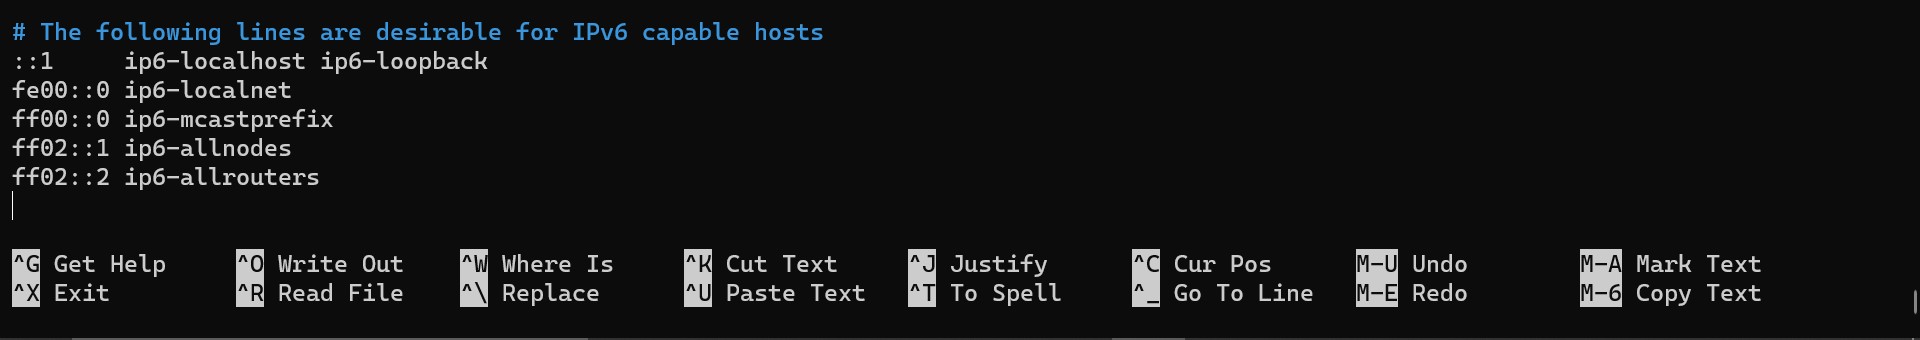 # The following lines are desirable for IPv6 capable hosts
::1     ip6-localhost ip6-loopback
fe00::0 ip6-localnet
ff00::0 ip6-mcastprefix
ff02::1 ip6-allnodes
ff02::2 ip6-allrouters
^G Get Help     ^O Write Out    ^W Where Is     ^K Cut Text     ^J Justify      ^C Cur Pos      M-U Undo        M-A Mark Text
^X Exit         ^R Read File    ^\ Replace      ^U Paste Text   ^T To Spell     ^_ Go To Line   M-E Redo        M-6 Copy Text